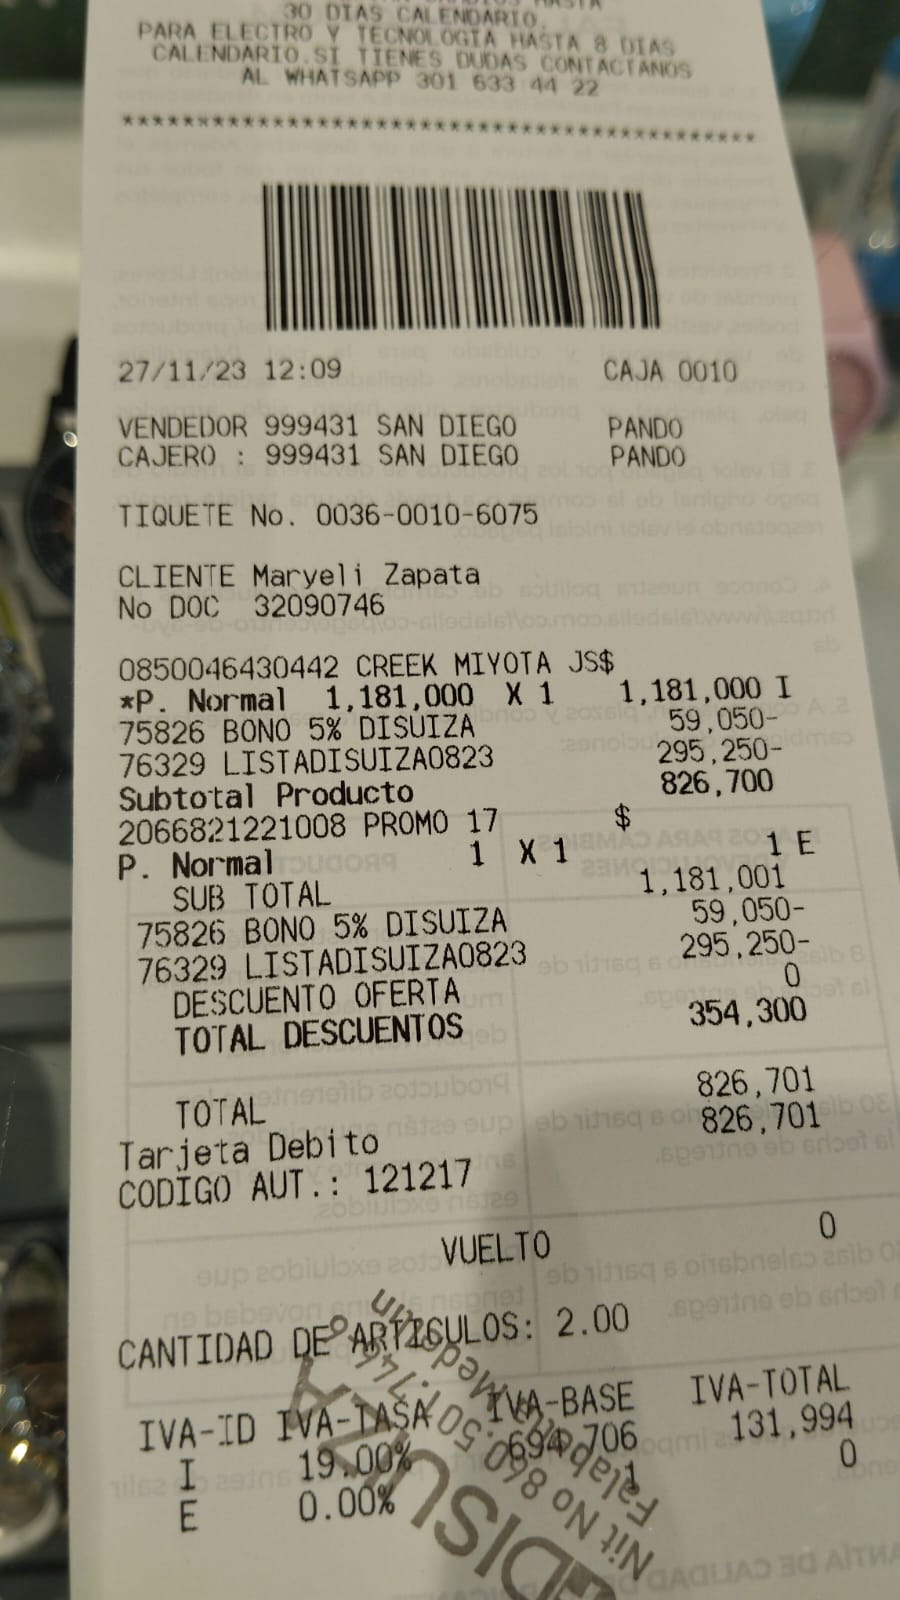 30 DIAS CALENDARIO.
PARA ELECTRO Y TECNOLOGIA HASTA 8 DIAS
CALENDARIO.SI TIENES DUDAS CONTACTANOS
AL WHATSAPP 301 633 44 22
************************************************
27/11/23 12:09 CAJA 0010
VENDEDOR 999431 SAN DIEGO PANDO
CAJERO : 999431 SAN DIEGO PANDO
TIQUETE No. 0036-0010-6075
CLIENTE Maryeli Zapata
No DOC 32090746
0850046430442 CREEK MIYOTA JS$
*P. Normal 1,181,000 X 1 1,181,000 I
75826 BONO 5% DISUIZA 59,050-
76329 LISTADISUIZA0823 295,250-
Subtotal Producto 826,700
2066821221008 PROMO 17 $
P. Normal 1 X 1 1 E
SUB TOTAL 1,181,001
75826 BONO 5% DISUIZA 59,050-
76329 LISTADISUIZA0823 295,250-
DESCUENTO OFERTA 0
TOTAL DESCUENTOS 354,300
TOTAL 826,701
Tarjeta Debito 826,701
CODIGO AUT.: 121217
VUELTO 0
CANTIDAD DE ARTICULOS: 2.00
IVA-ID IVA-TASA IVA-BASE IVA-TOTAL
I 19.00% 694,706 131,994
E 0.00% 1 0
DISUIZA
Nit No 860.501.746